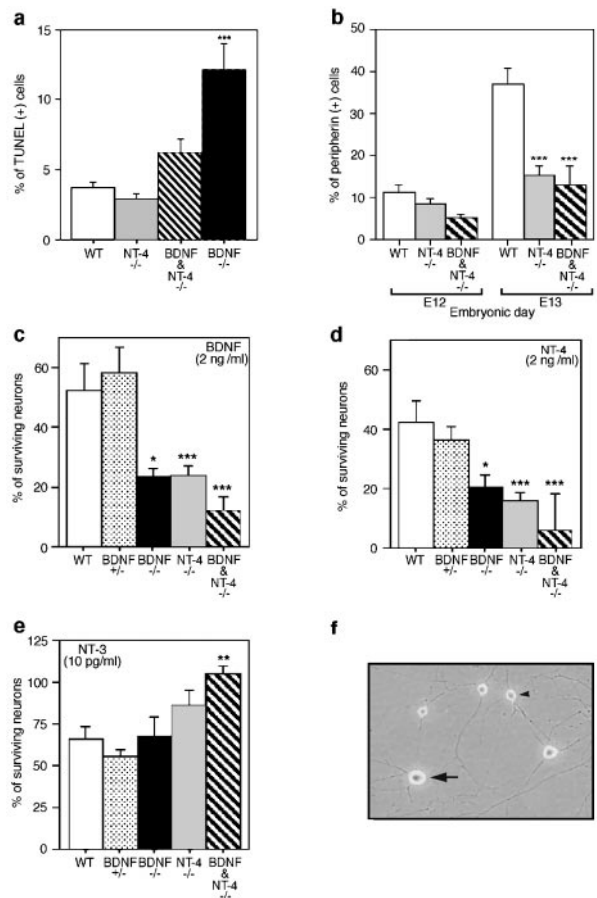 a
15
10
5
0
% of TUNEL (+) cells
***
WT
NT-4
-/-
BDNF
&
NT-4
-/-
BDNF
-/-
b
50
40
30
20
10
0
% of peripherin (+) cells
***
***
WT
NT-4
-/-
BDNF
&
NT-4
-/-
WT
NT-4
-/-
BDNF
&
NT-4
-/-
E12
E13
Embryonic day
c
BDNF
(2 ng /ml)
60
40
20
0
% of surviving neurons
*
***
***
WT
BDNF
+/-
BDNF
-/-
NT-4
-/-
BDNF
&
NT-4
-/-
d
NT-4
(2 ng /ml)
60
40
20
0
% of surviving neurons
*
***
***
WT
BDNF
+/-
BDNF
-/-
NT-4
-/-
BDNF
&
NT-4
-/-
e
NT-3
(10 pg/ml)
125
100
75
50
25
0
% of surviving neurons
**
WT
BDNF
+/-
BDNF
-/-
NT-4
-/-
BDNF
&
NT-4
-/-
f